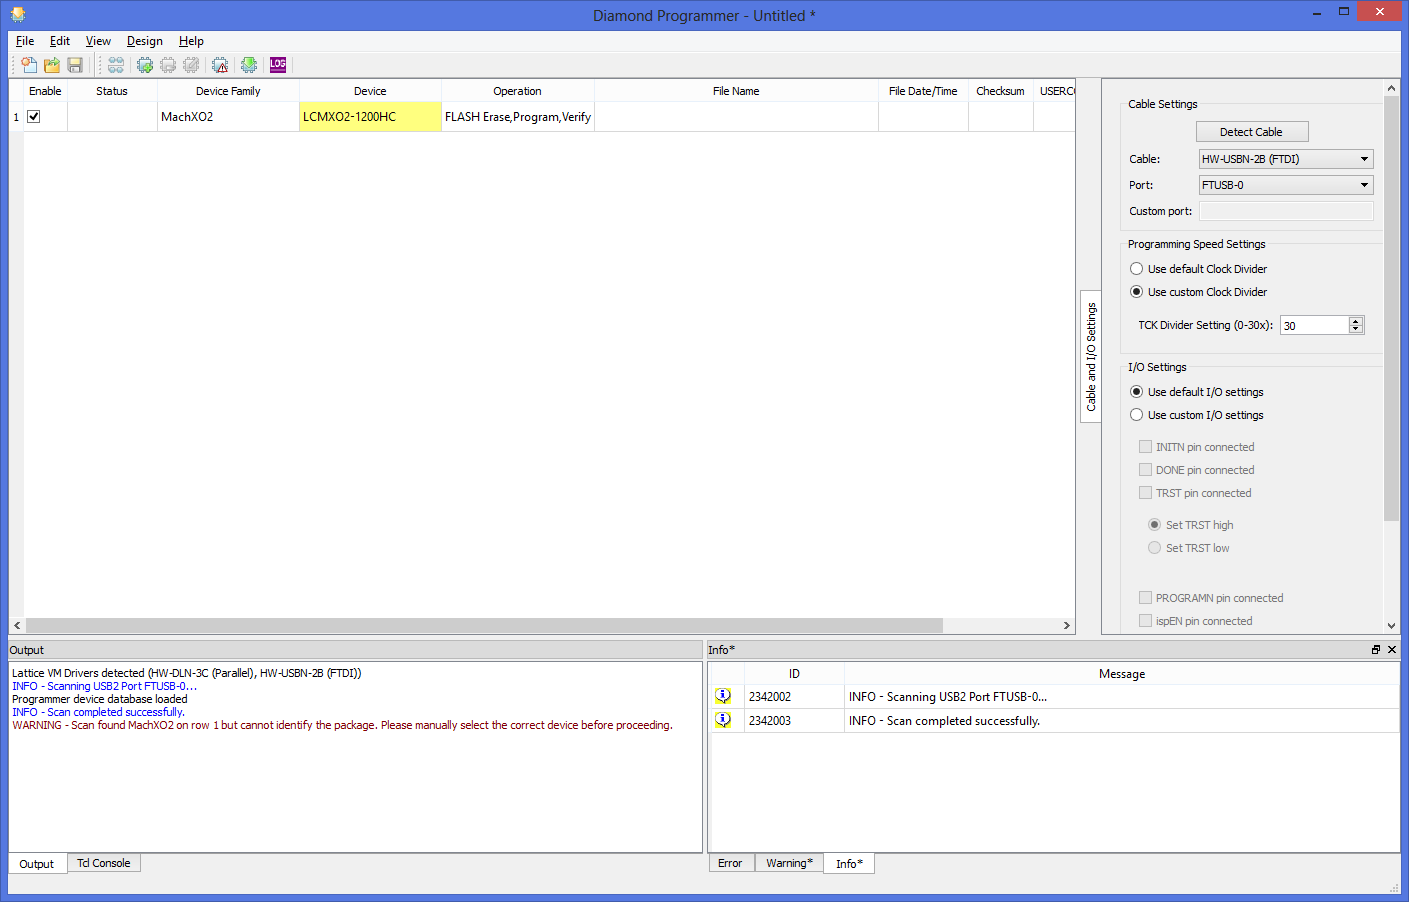 Diamond Programmer - Untitled *
File Edit View Design Help
LOG
Enable Status Device Family Device Operation File Name File Date/Time Checksum USERC
1 MachXO2 LCMXO2-1200HC FLASH Erase,Program,Verify
Cable and I/O Settings
Cable Settings
Detect Cable
Cable: HW-USBN-2B (FTDI)
Port: FTUSB-0
Custom port:
Programming Speed Settings
Use default Clock Divider
Use custom Clock Divider
TCK Divider Setting (0-30x): 30
I/O Settings
Use default I/O settings
Use custom I/O settings
INITN pin connected
DONE pin connected
TRST pin connected
Set TRST high
Set TRST low
PROGRAMN pin connected
ispEN pin connected
Output
Lattice VM Drivers detected (HW-DLN-3C (Parallel), HW-USBN-2B (FTDI))
INFO - Scanning USB2 Port FTUSB-0...
Programmer device database loaded
INFO - Scan completed successfully.
WARNING - Scan found MachXO2 on row 1 but cannot identify the package. Please manually select the correct device before proceeding.
Output Tcl Console
Info*
ID Message
2342002 INFO - Scanning USB2 Port FTUSB-0...
2342003 INFO - Scan completed successfully.
Error Warning* Info*